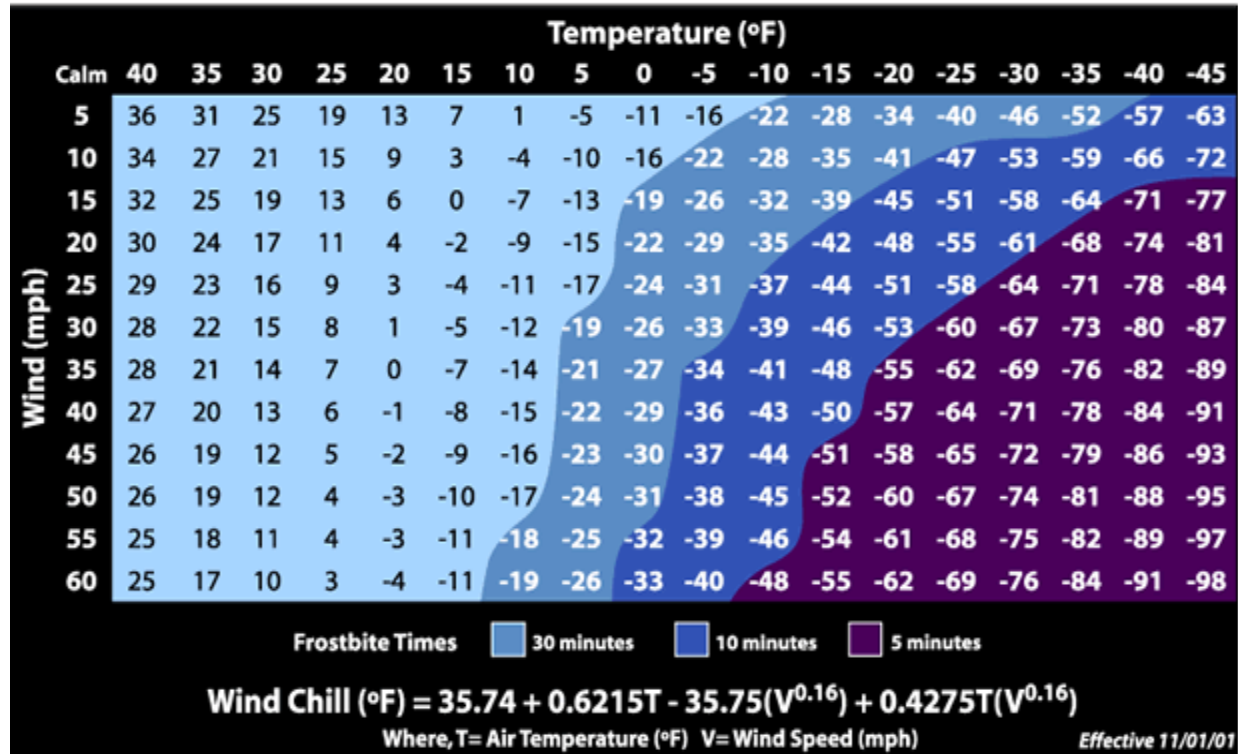 Temperature (ºF)
Calm 40 35 30 25 20 15 10 5 0 -5 -10 -15 -20 -25 -30 -35 -40 -45
5 36 31 25 19 13 7 1 -5 -11 -16 -22 -28 -34 -40 -46 -52 -57 -63
10 34 27 21 15 9 3 -4 -10 -16 -22 -28 -35 -41 -47 -53 -59 -66 -72
15 32 25 19 13 6 0 -7 -13 -19 -26 -32 -39 -45 -51 -58 -64 -71 -77
20 30 24 17 11 4 -2 -9 -15 -22 -29 -35 -42 -48 -55 -61 -68 -74 -81
25 29 23 16 9 3 -4 -11 -17 -24 -31 -37 -44 -51 -58 -64 -71 -78 -84
30 28 22 15 8 1 -5 -12 -19 -26 -33 -39 -46 -53 -60 -67 -73 -80 -87
35 28 21 14 7 0 -7 -14 -21 -27 -34 -41 -48 -55 -62 -69 -76 -82 -89
40 27 20 13 6 -1 -8 -15 -22 -29 -36 -43 -50 -57 -64 -71 -78 -84 -91
45 26 19 12 5 -2 -9 -16 -23 -30 -37 -44 -51 -58 -65 -72 -79 -86 -93
50 26 19 12 4 -3 -10 -17 -24 -31 -38 -45 -52 -60 -67 -74 -81 -88 -95
55 25 18 11 4 -3 -11 -18 -25 -32 -39 -46 -54 -61 -68 -75 -82 -89 -97
60 25 17 10 3 -4 -11 -19 -26 -33 -40 -48 -55 -62 -69 -76 -84 -91 -98
Wind (mph)
Frostbite Times 30 minutes 10 minutes 5 minutes
Wind Chill (ºF) = 35.74 + 0.6215T - 35.75(V^0.16) + 0.4275T(V^0.16)
Where, T= Air Temperature (ºF) V= Wind Speed (mph)
Effective 11/01/01